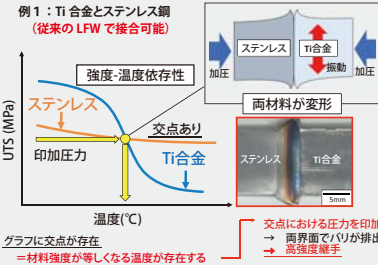 例1：Ti 合金とステンレス鋼
(従来の LFW で接合可能)
加圧
ステンレス
Ti合金
振動
加圧
両材料が変形
強度-温度依存性
ステンレス
交点あり
印加圧力
Ti合金
UTS (MPa)
温度(℃)
ステンレス
Ti合金
5mm
グラフに交点が存在
＝材料強度が等しくなる温度が存在する
交点における圧力を印加
→ 両界面でバリが排出
→ 高強度継手